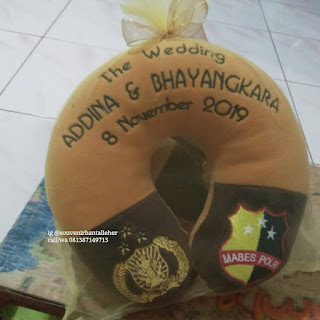 The Wedding
ADDINA & BHAYANGKARA
8 November 2019
ig @souvenirbantalleher
call/wa 081387149713
MABES POLRI